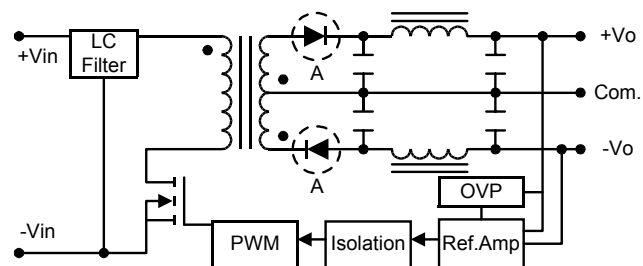 +Vin
LC
Filter
A
+Vo
Com.
A
-Vo
OVP
-Vin
PWM
Isolation
Ref.Amp